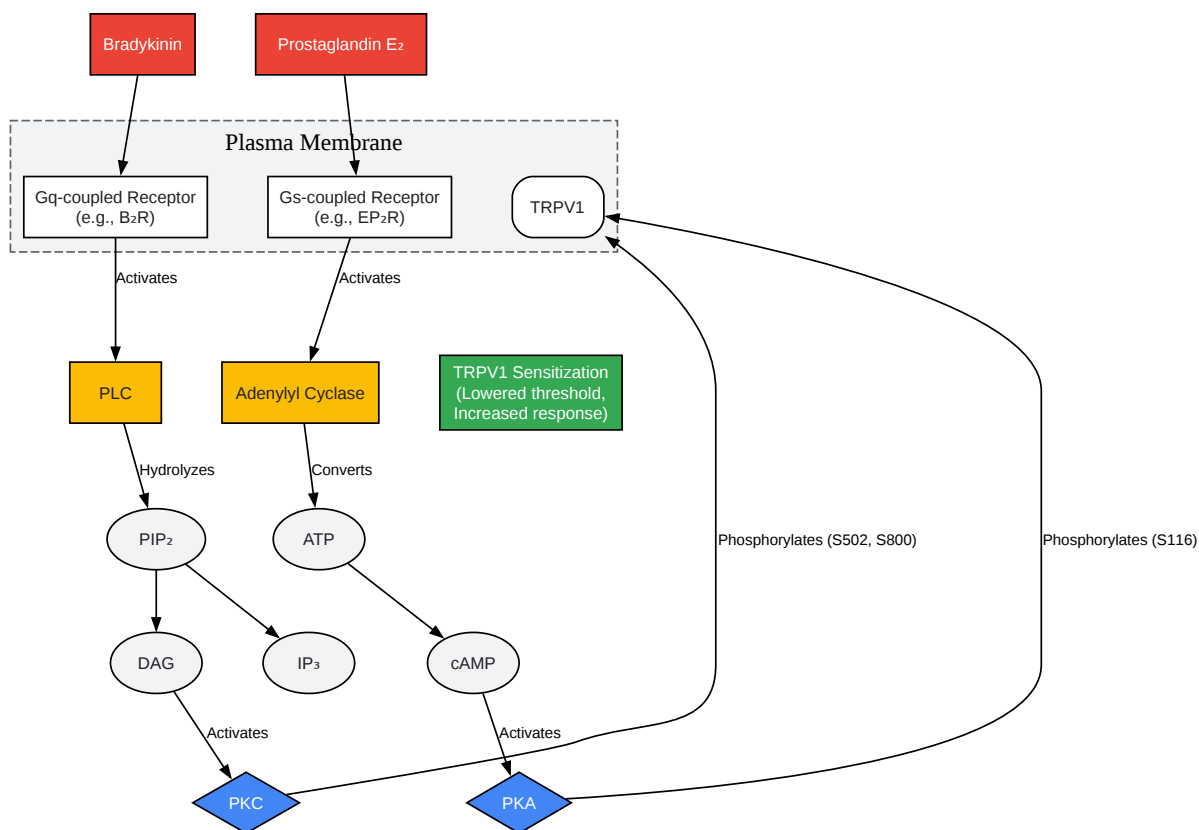 Bradykinin
Prostaglandin E₂
Plasma Membrane
Gq-coupled Receptor
(e.g., B₂R)
Gs-coupled Receptor
(e.g., EP₂R)
TRPV1
Activates
Activates
PLC
Adenylyl Cyclase
TRPV1 Sensitization
(Lowered threshold,
Increased response)
Hydrolyzes
Converts
PIP₂
ATP
Phosphorylates (S502, S800)
Phosphorylates (S116)
DAG
IP₃
cAMP
Activates
Activates
PKC
PKA